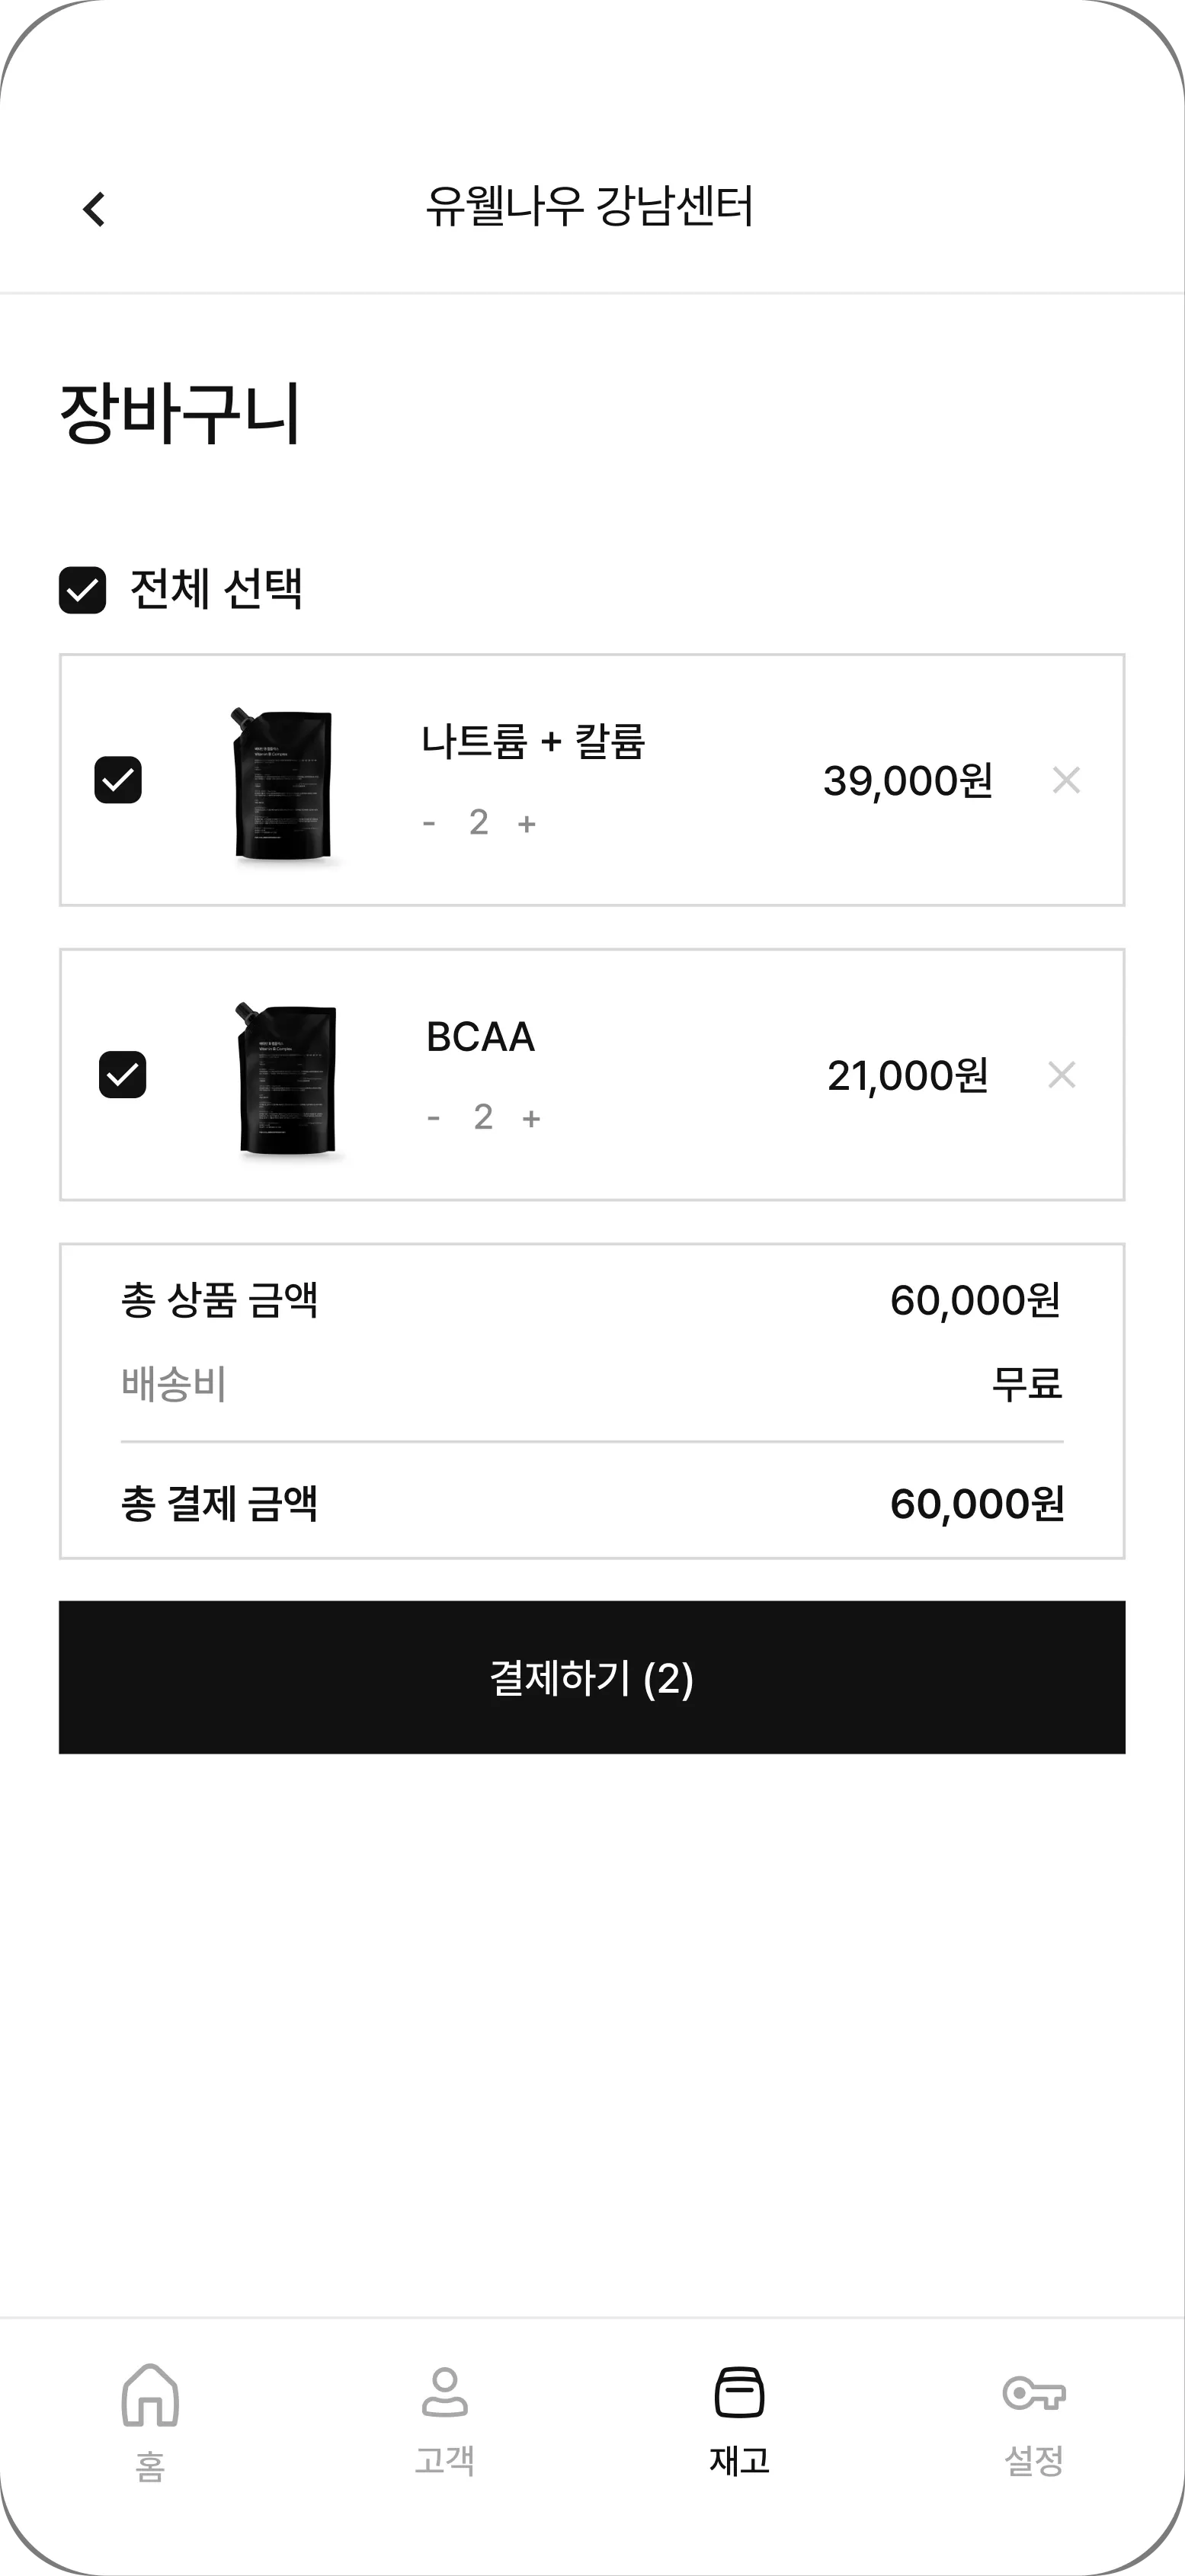 유웰나우 강남센터
장바구니
전체 선택
나트륨 + 칼륨
- 2 +
39,000원
BCAA
- 2 +
21,000원
총 상품 금액 60,000원
배송비 무료
총 결제 금액 60,000원
결제하기 (2)
홈 고객 재고 설정